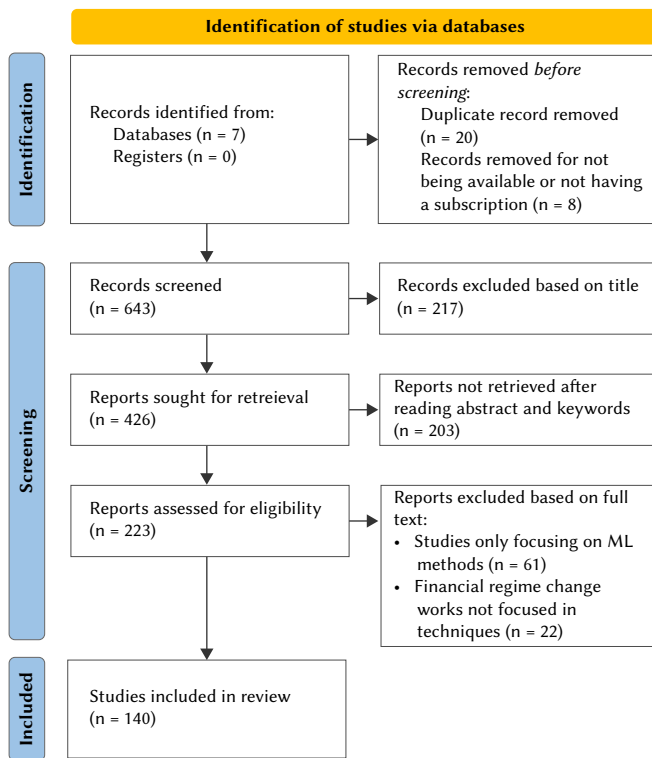 Identification of studies via databases
Identification
Records identified from:
Databases (n = 7)
Registers (n = 0)
Records removed before
screening:
Duplicate record removed
(n = 20)
Records removed for not
being available or not having
a subscription (n = 8)
Screening
Records screened
(n = 643)
Records excluded based on title
(n = 217)
Reports sought for retreieval
(n = 426)
Reports not retrieved after
reading abstract and keywords
(n = 203)
Reports assessed for eligibility
(n = 223)
Reports excluded based on full
text:
• Studies only focusing on ML
methods (n = 61)
• Financial regime change
works not focused in
techniques (n = 22)
Included
Studies included in review
(n = 140)